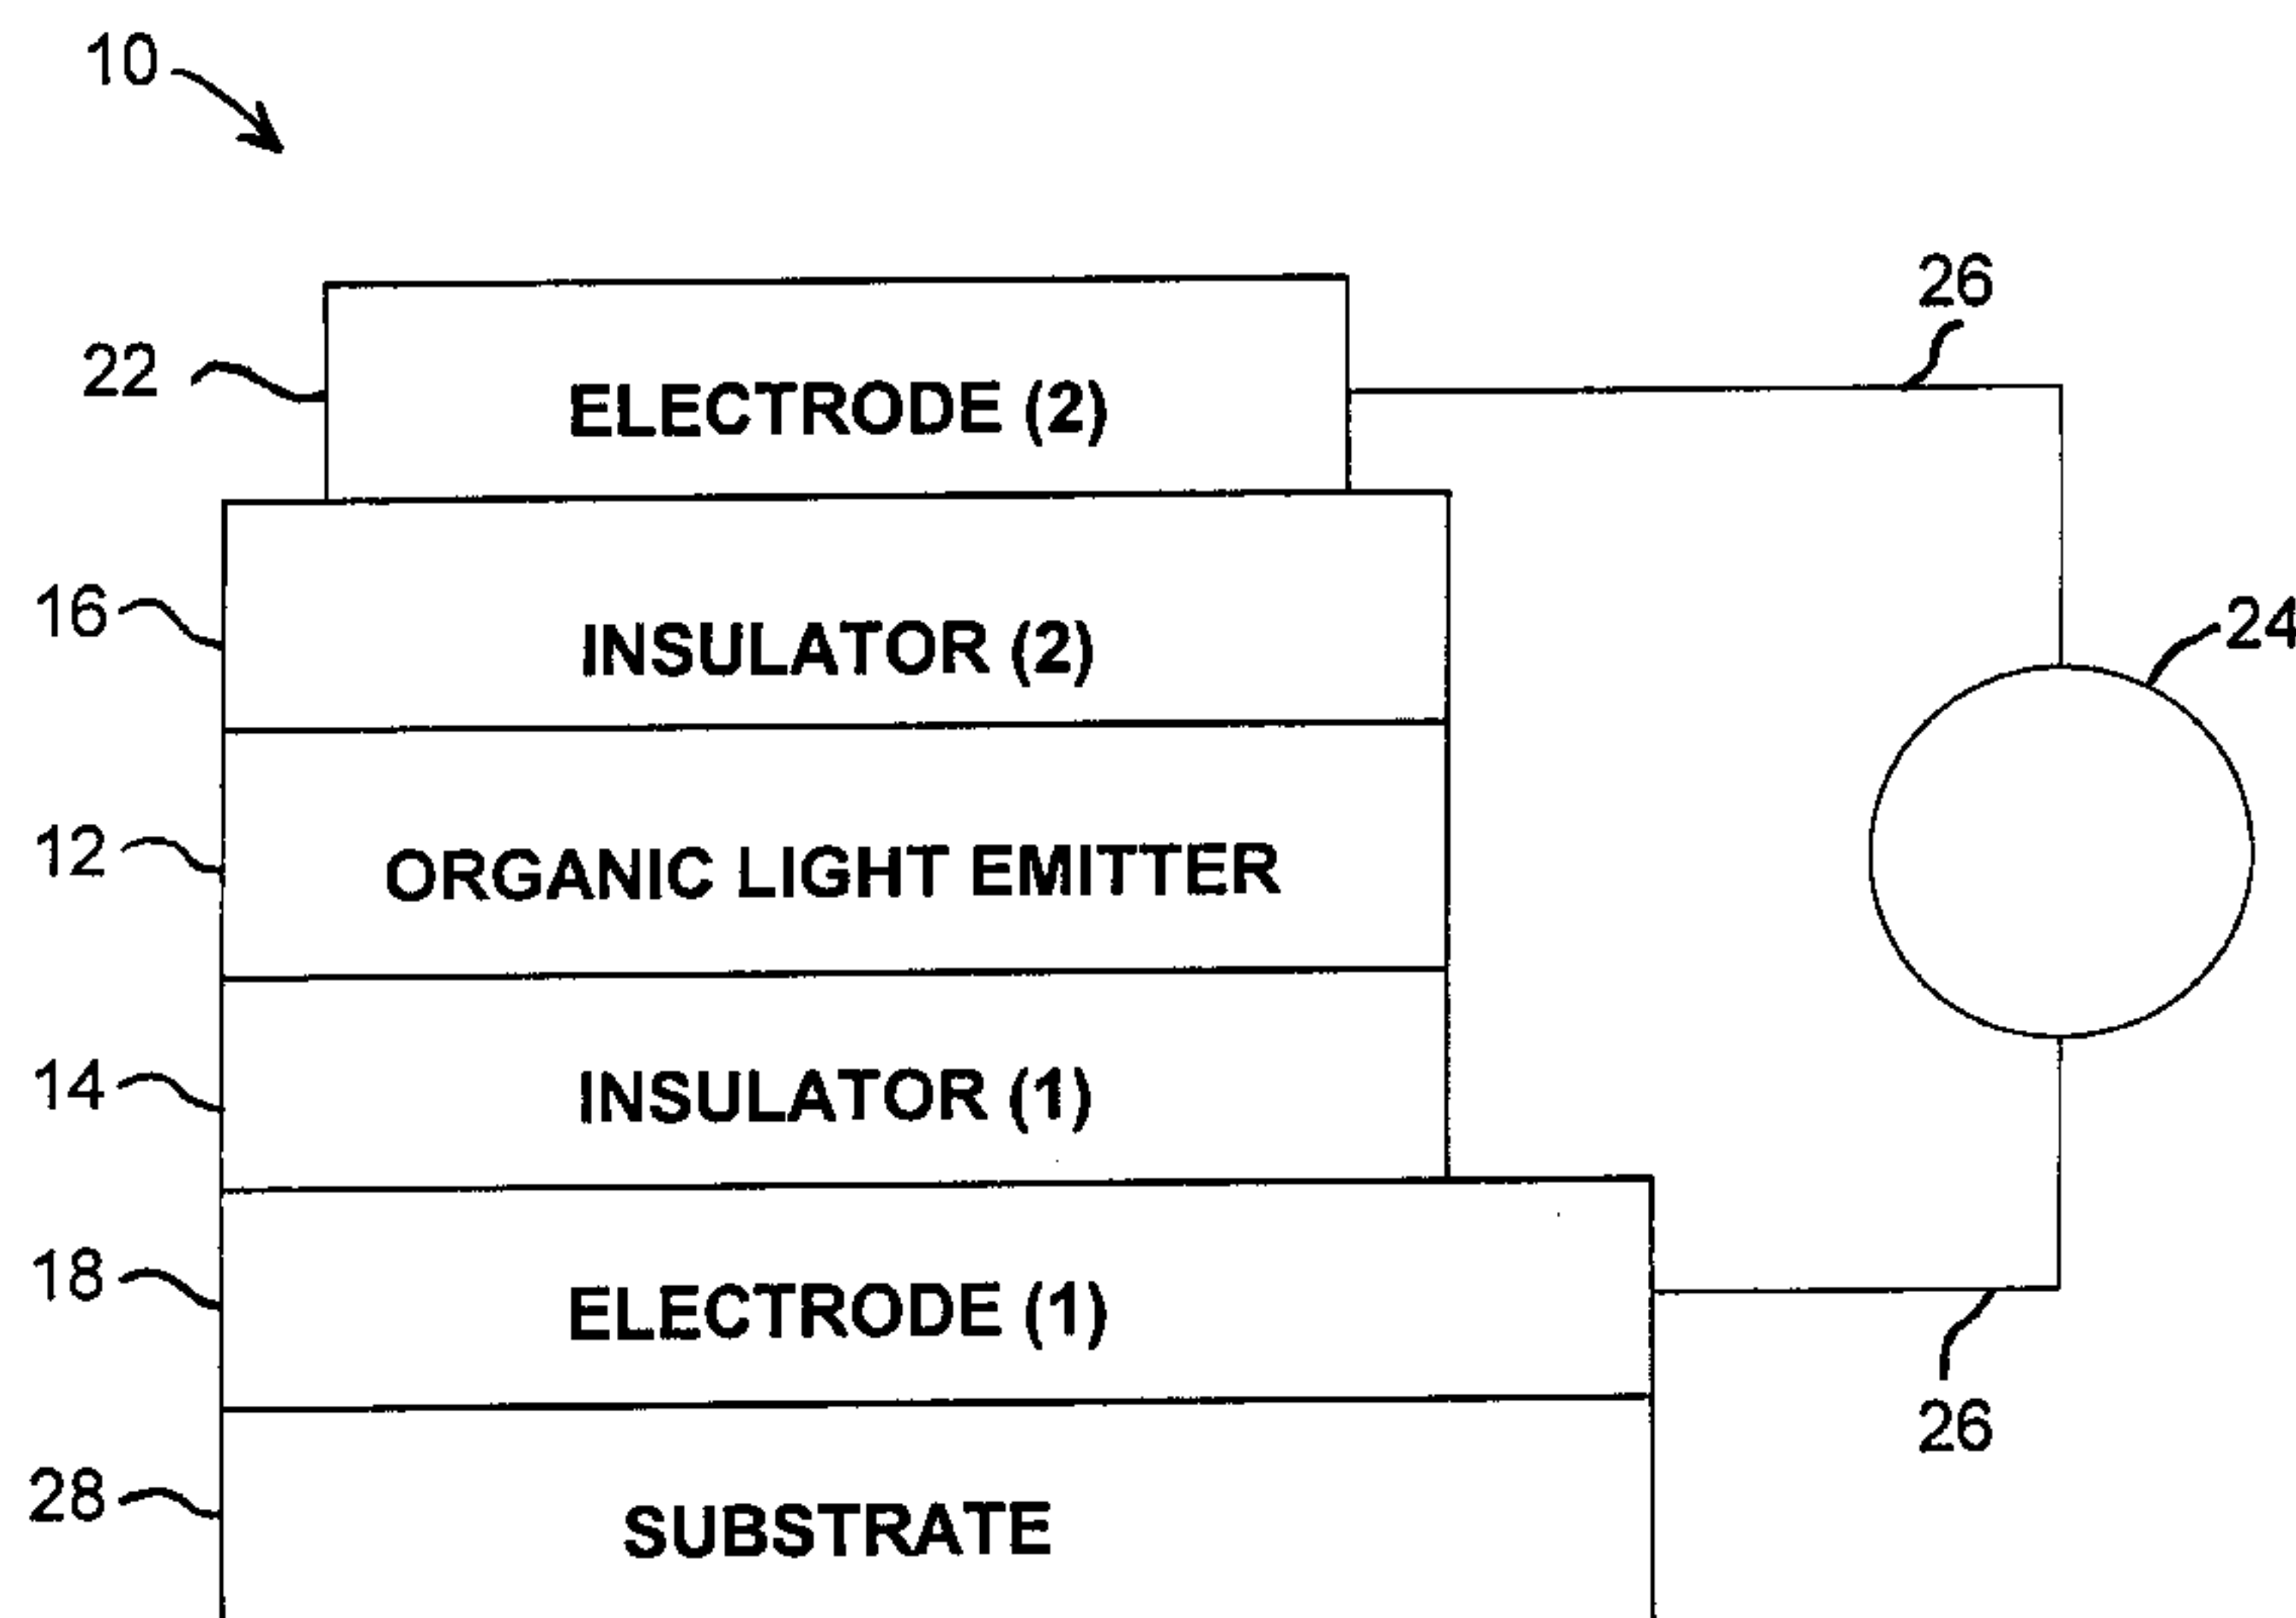 10
26
22
ELECTRODE (2)
16
INSULATOR (2)
24
12
ORGANIC LIGHT EMITTER
14
INSULATOR (1)
18
ELECTRODE (1)
26
28
SUBSTRATE